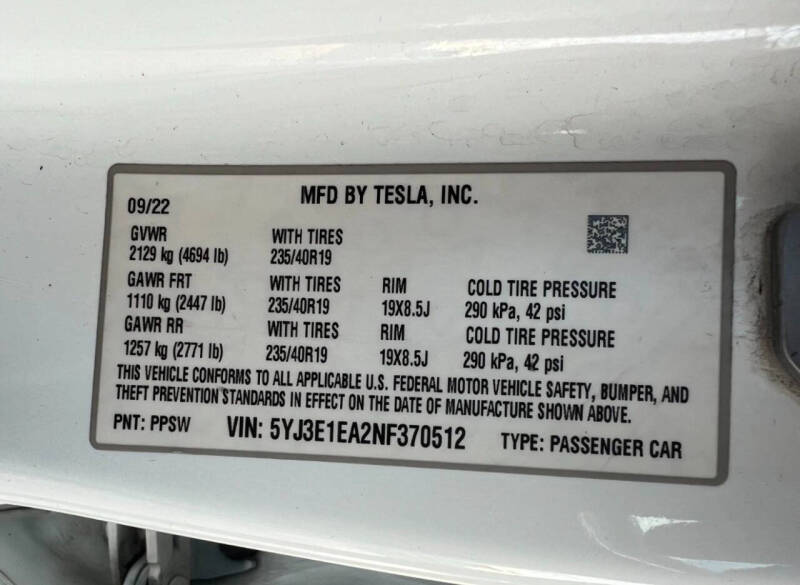 MFD BY TESLA, INC.
09/22
GVWR WITH TIRES
2129 kg (4694 lb) 235/40R19
GAWR FRT WITH TIRES RIM COLD TIRE PRESSURE
1110 kg (2447 lb) 235/40R19 19X8.5J 290 kPa, 42 psi
GAWR RR WITH TIRES RIM COLD TIRE PRESSURE
1257 kg (2771 lb) 235/40R19 19X8.5J 290 kPa, 42 psi
THIS VEHICLE CONFORMS TO ALL APPLICABLE U.S. FEDERAL MOTOR VEHICLE SAFETY, BUMPER, AND
THEFT PREVENTION STANDARDS IN EFFECT ON THE DATE OF MANUFACTURE SHOWN ABOVE.
PNT: PPSW VIN: 5YJ3E1EA2NF370512 TYPE: PASSENGER CAR